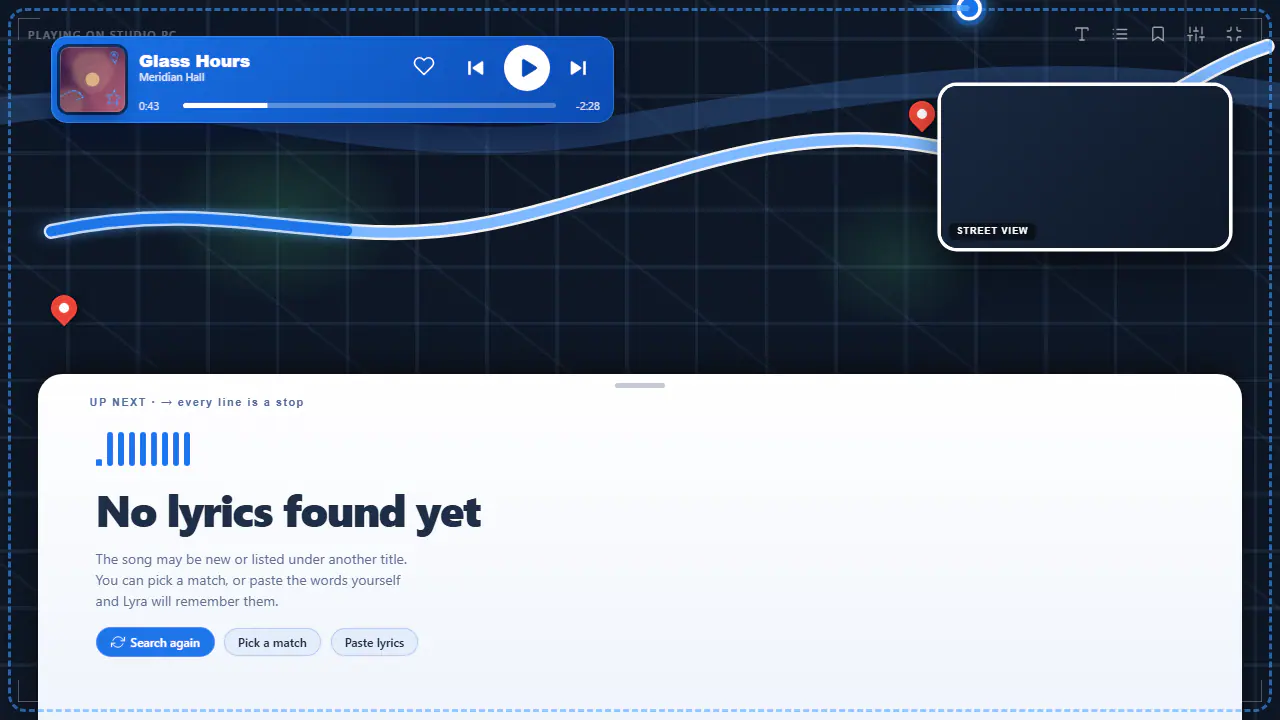 PLAYING ON STUDIO PC
Glass Hours
Meridian Hall
0:43
-2:28
STREET VIEW
UP NEXT · → every line is a stop
No lyrics found yet
The song may be new or listed under another title.
You can pick a match, or paste the words yourself
and Lyra will remember them.
Search again
Pick a match
Paste lyrics